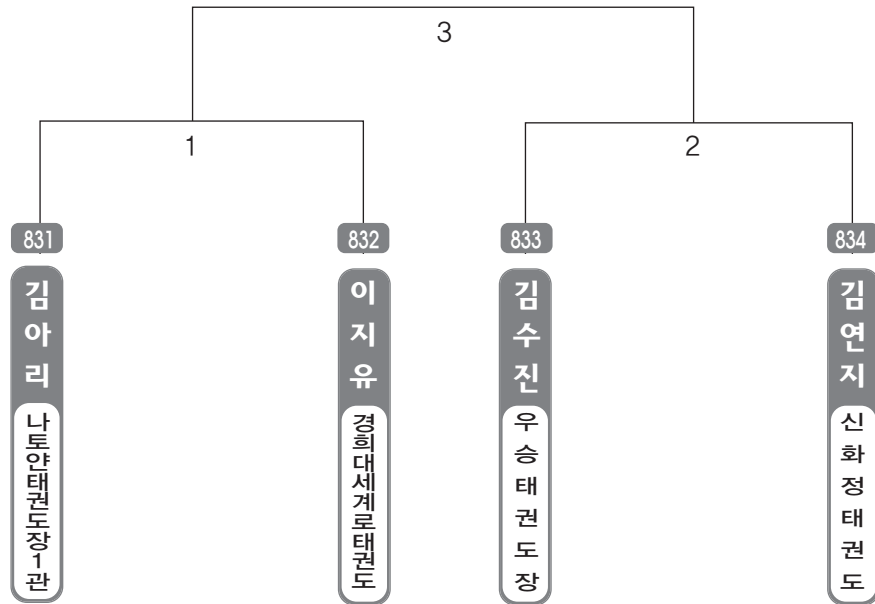 3
1
2
831
832
833
834
김아리
이지유
김수진
김연지
나토얀태권도장1관
경희대세계로태권도
우승태권도장
신화정태권도